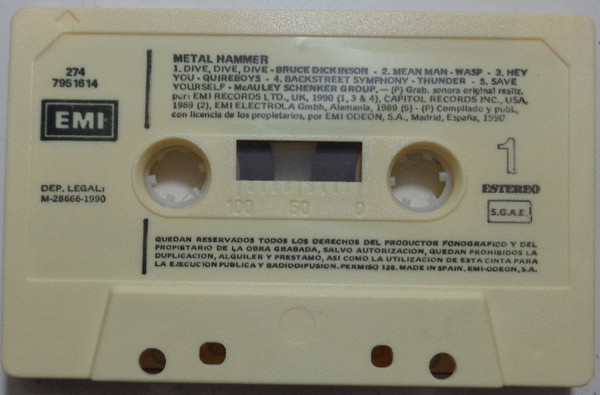 METAL HAMMER
1. DIVE, DIVE, DIVE - BRUCE DICKINSON - 2. MEAN MAN - WASP - 3. HEY
YOU - QUIREBOYS - 4. BACKSTREET SYMPHONY - THUNDER - 5. SAVE
YOURSELF - McAULEY SCHENKER GROUP. — (P) Grab. sonora original realiz.
por: EMI RECORDS LTD., UK, 1990 (1, 3 & 4), CAPITOL RECORDS INC., USA,
1989 (2), EMI ELECTROLA Gmbh, Alemania, 1989 (5) - (P) Compilado y publ.,
con licencia de los propietarios, por EMI ODEON, S.A., Madrid, España, 1990
274
7951614
EMI
DEP. LEGAL:
M-28666-1990
1
ESTEREO
S.G.A.E.
100 50 0
QUEDAN RESERVADOS TODOS LOS DERECHOS DEL PRODUCTOR FONOGRAFICO Y DEL
PROPIETARIO DE LA OBRA GRABADA, SALVO AUTORIZACION, QUEDAN PROHIBIDOS LA
DUPLICACION, ALQUILER Y PRESTAMO, ASI COMO LA UTILIZACION DE ESTA CINTA PARA
LA EJECUCION PUBLICA Y RADIODIFUSION. PERMISO 128. MADE IN SPAIN. EMI-ODEON, S.A.